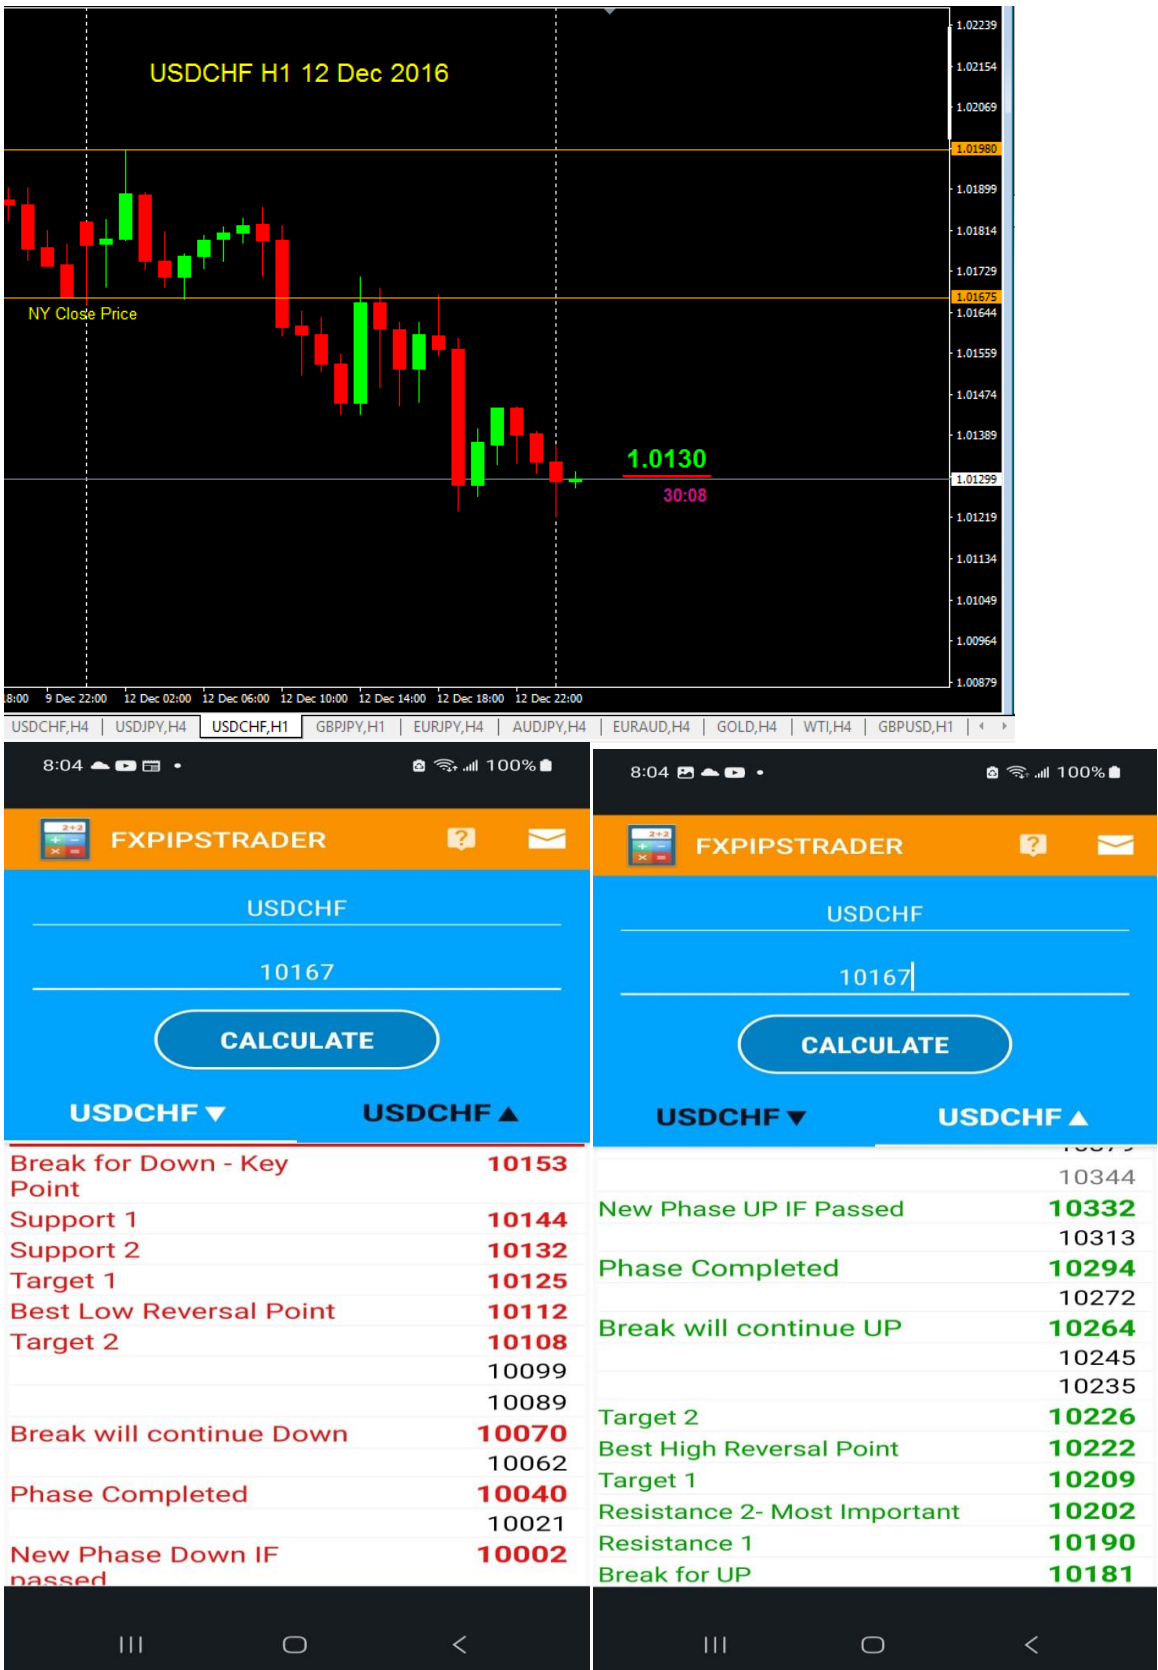 1.02239
USDCHF H1 12 Dec 2016
1.02154
1.02069
1.01980
1.01899
1.01814
1.01729
1.01675
NY Close Price
1.01644
1.01559
1.01474
1.01389
1.0130
1.01299
30:08
1.01219
1.01134
1.01049
1.00964
1.00879
8:00 9 Dec 22:00 12 Dec 02:00 12 Dec 06:00 12 Dec 10:00 12 Dec 14:00 12 Dec 18:00 12 Dec 22:00
USDCHF,H4 | USDJPY,H4 | USDCHF,H1 | GBPJPY,H1 | EURJPY,H4 | AUDJPY,H4 | EURAUD,H4 | GOLD,H4 | WTI,H4 | GBPUSD,H1 |
8:04 100%
2+2
FXPIPSTRADER
USDCHF
10167
CALCULATE
USDCHF▼ USDCHF▲
Break for Down - Key 10153
Point
Support 1 10144
Support 2 10132
Target 1 10125
Best Low Reversal Point 10112
Target 2 10108
10099
10089
Break will continue Down 10070
10062
Phase Completed 10040
10021
New Phase Down IF 10002
passed
8:04 100%
2+2
FXPIPSTRADER
USDCHF
10167
CALCULATE
USDCHF▼ USDCHF▲
10344
New Phase UP IF Passed 10332
10313
Phase Completed 10294
10272
Break will continue UP 10264
10245
10235
Target 2 10226
Best High Reversal Point 10222
Target 1 10209
Resistance 2- Most Important 10202
Resistance 1 10190
Break for UP 10181